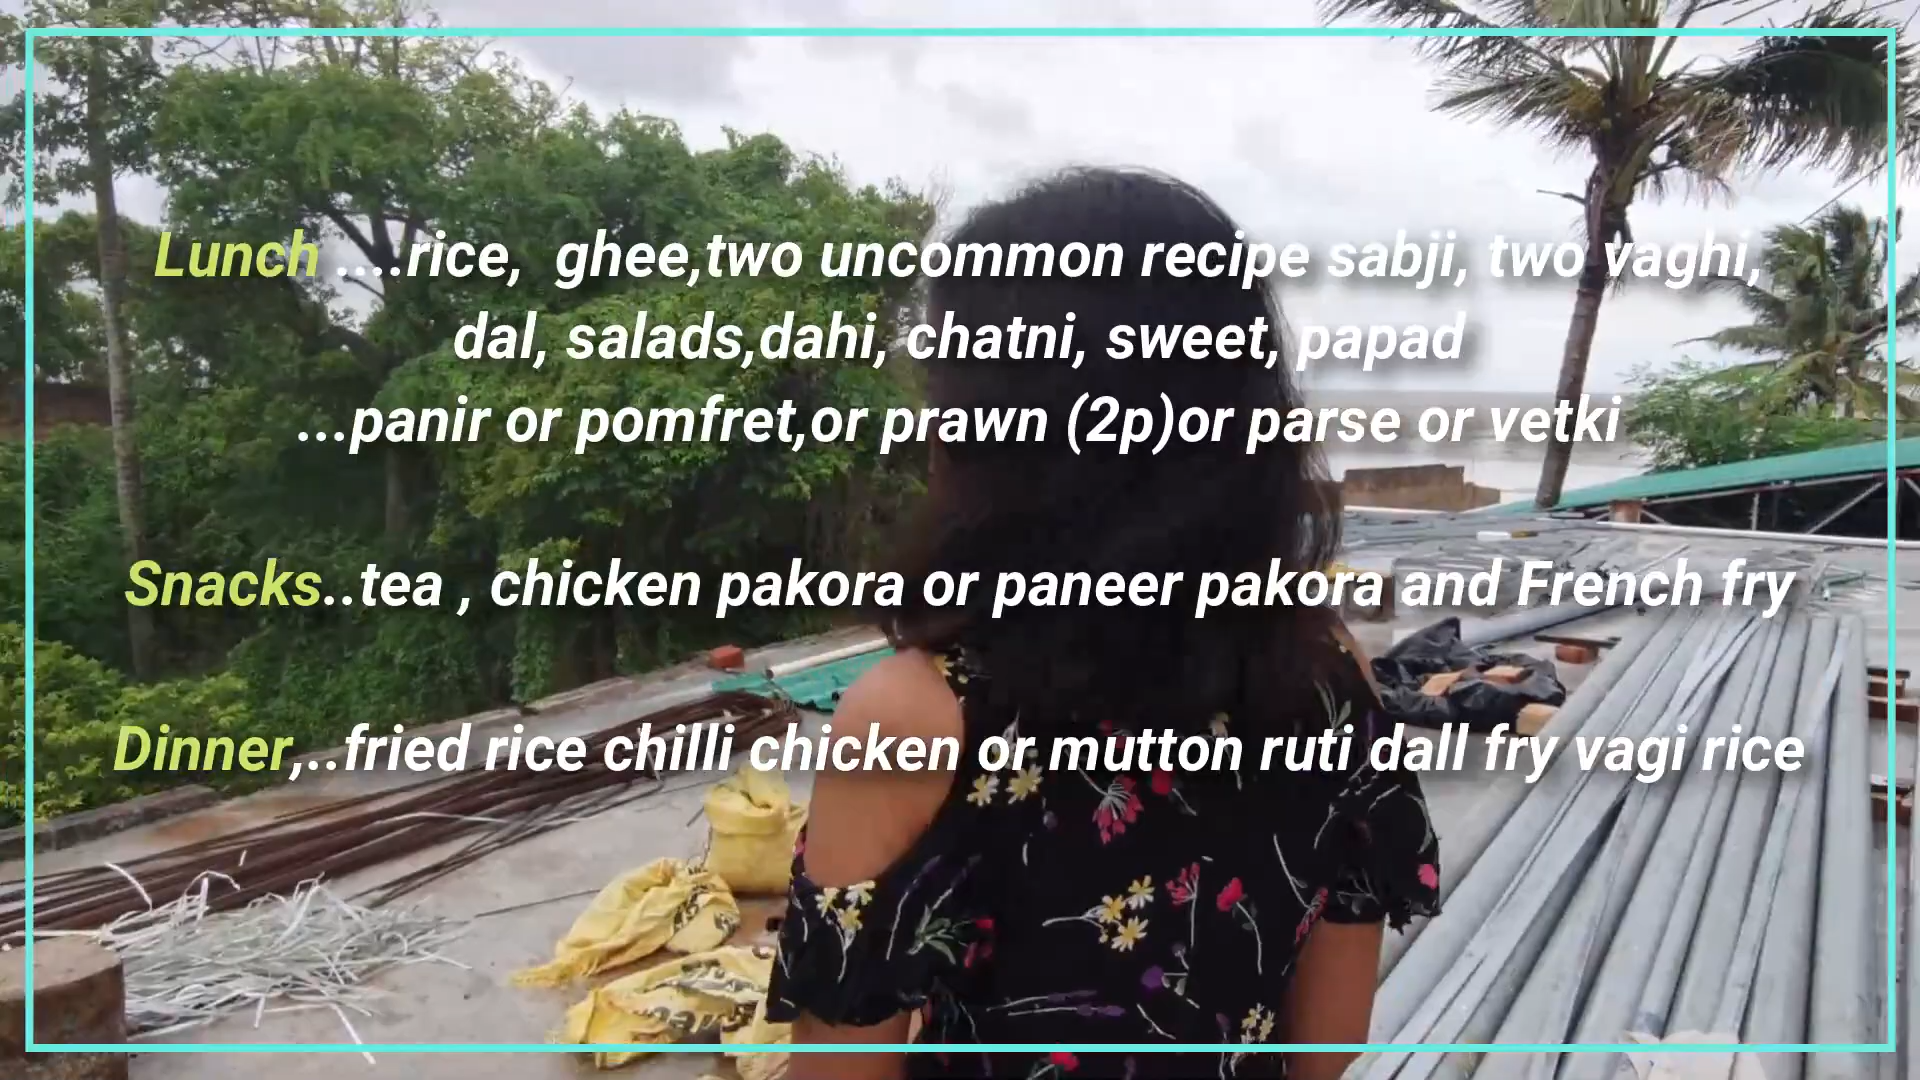 Lunch ....rice, ghee,two uncommon recipe sabji, two vaghi,
dal, salads,dahi, chatni, sweet, papad
...panir or pomfret,or prawn (2p)or parse or vetki
Snacks..tea , chicken pakora or paneer pakora and French fry
Dinner,..fried rice chilli chicken or mutton ruti dall fry vagi rice